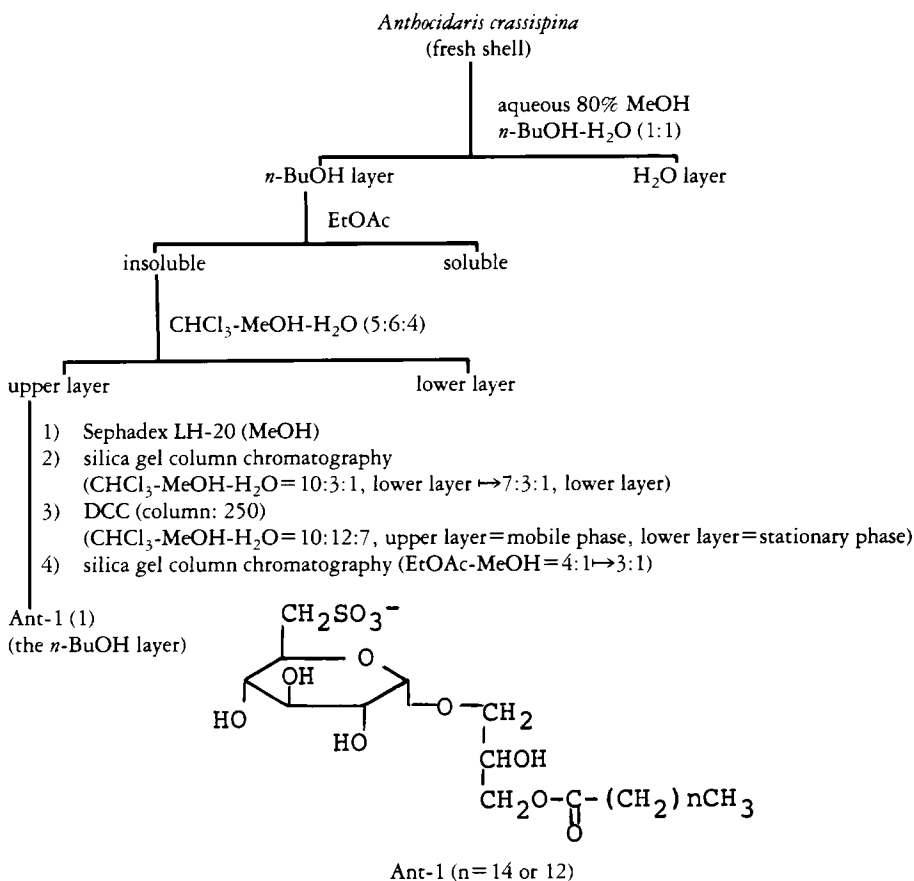 Anthocidaris crassispina
(fresh shell)
aqueous 80% MeOH
n-BuOH-H₂O (1:1)
n-BuOH layer
H₂O layer
EtOAc
insoluble
soluble
CHCl₃-MeOH-H₂O (5:6:4)
upper layer
lower layer
1) Sephadex LH-20 (MeOH)
2) silica gel column chromatography
(CHCl₃-MeOH-H₂O=10:3:1, lower layer ↦7:3:1, lower layer)
3) DCC (column: 250)
(CHCl₃-MeOH-H₂O=10:12:7, upper layer=mobile phase, lower layer=stationary phase)
4) silica gel column chromatography (EtOAc-MeOH=4:1↦3:1)
Ant-1 (1)
(the n-BuOH layer)
CH₂SO₃⁻
O
OH
HO
HO
O
CH₂
CHOH
CH₂O-C-(CH₂)nCH₃
O
Ant-1 (n=14 or 12)